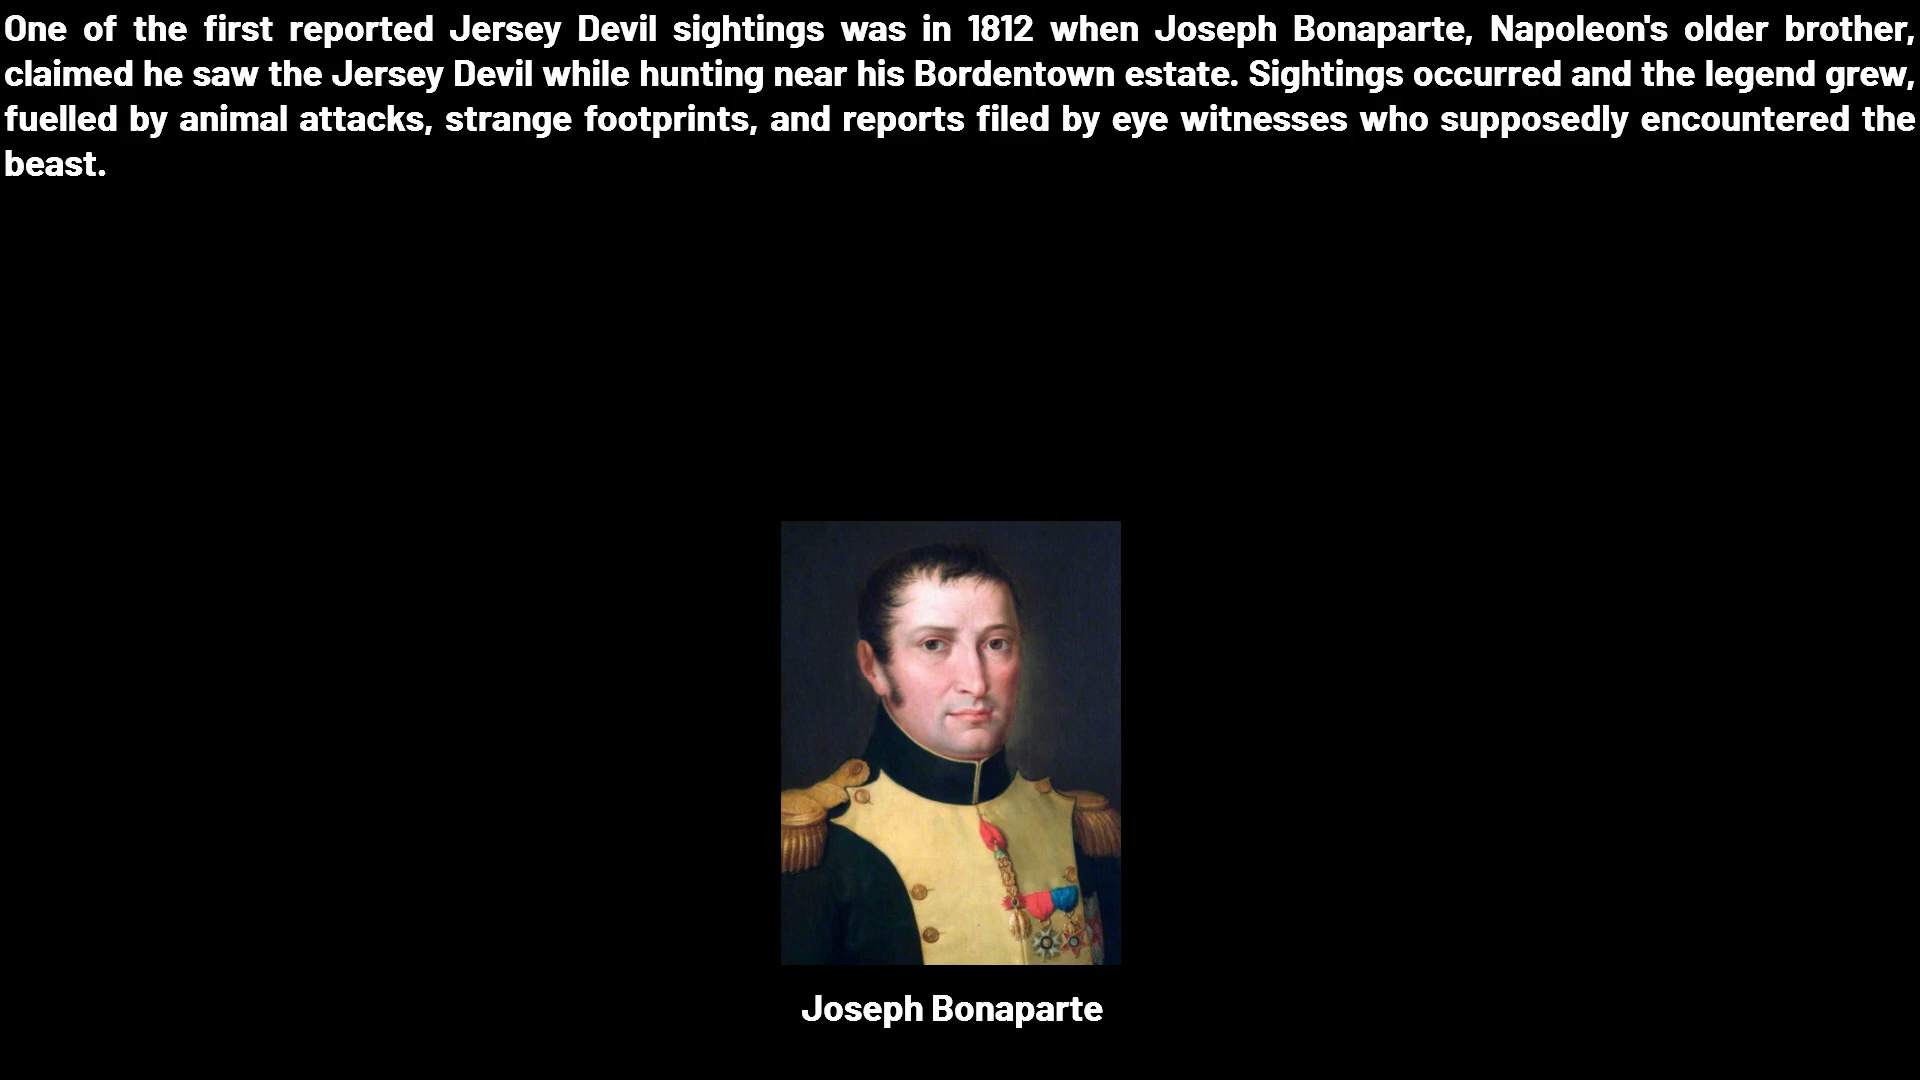 One of the first reported Jersey Devil sightings was in 1812 when Joseph Bonaparte, Napoleon's older brother,
claimed he saw the Jersey Devil while hunting near his Bordentown estate. Sightings occurred and the legend grew,
fuelled by animal attacks, strange footprints, and reports filed by eye witnesses who supposedly encountered the
beast.
Joseph Bonaparte